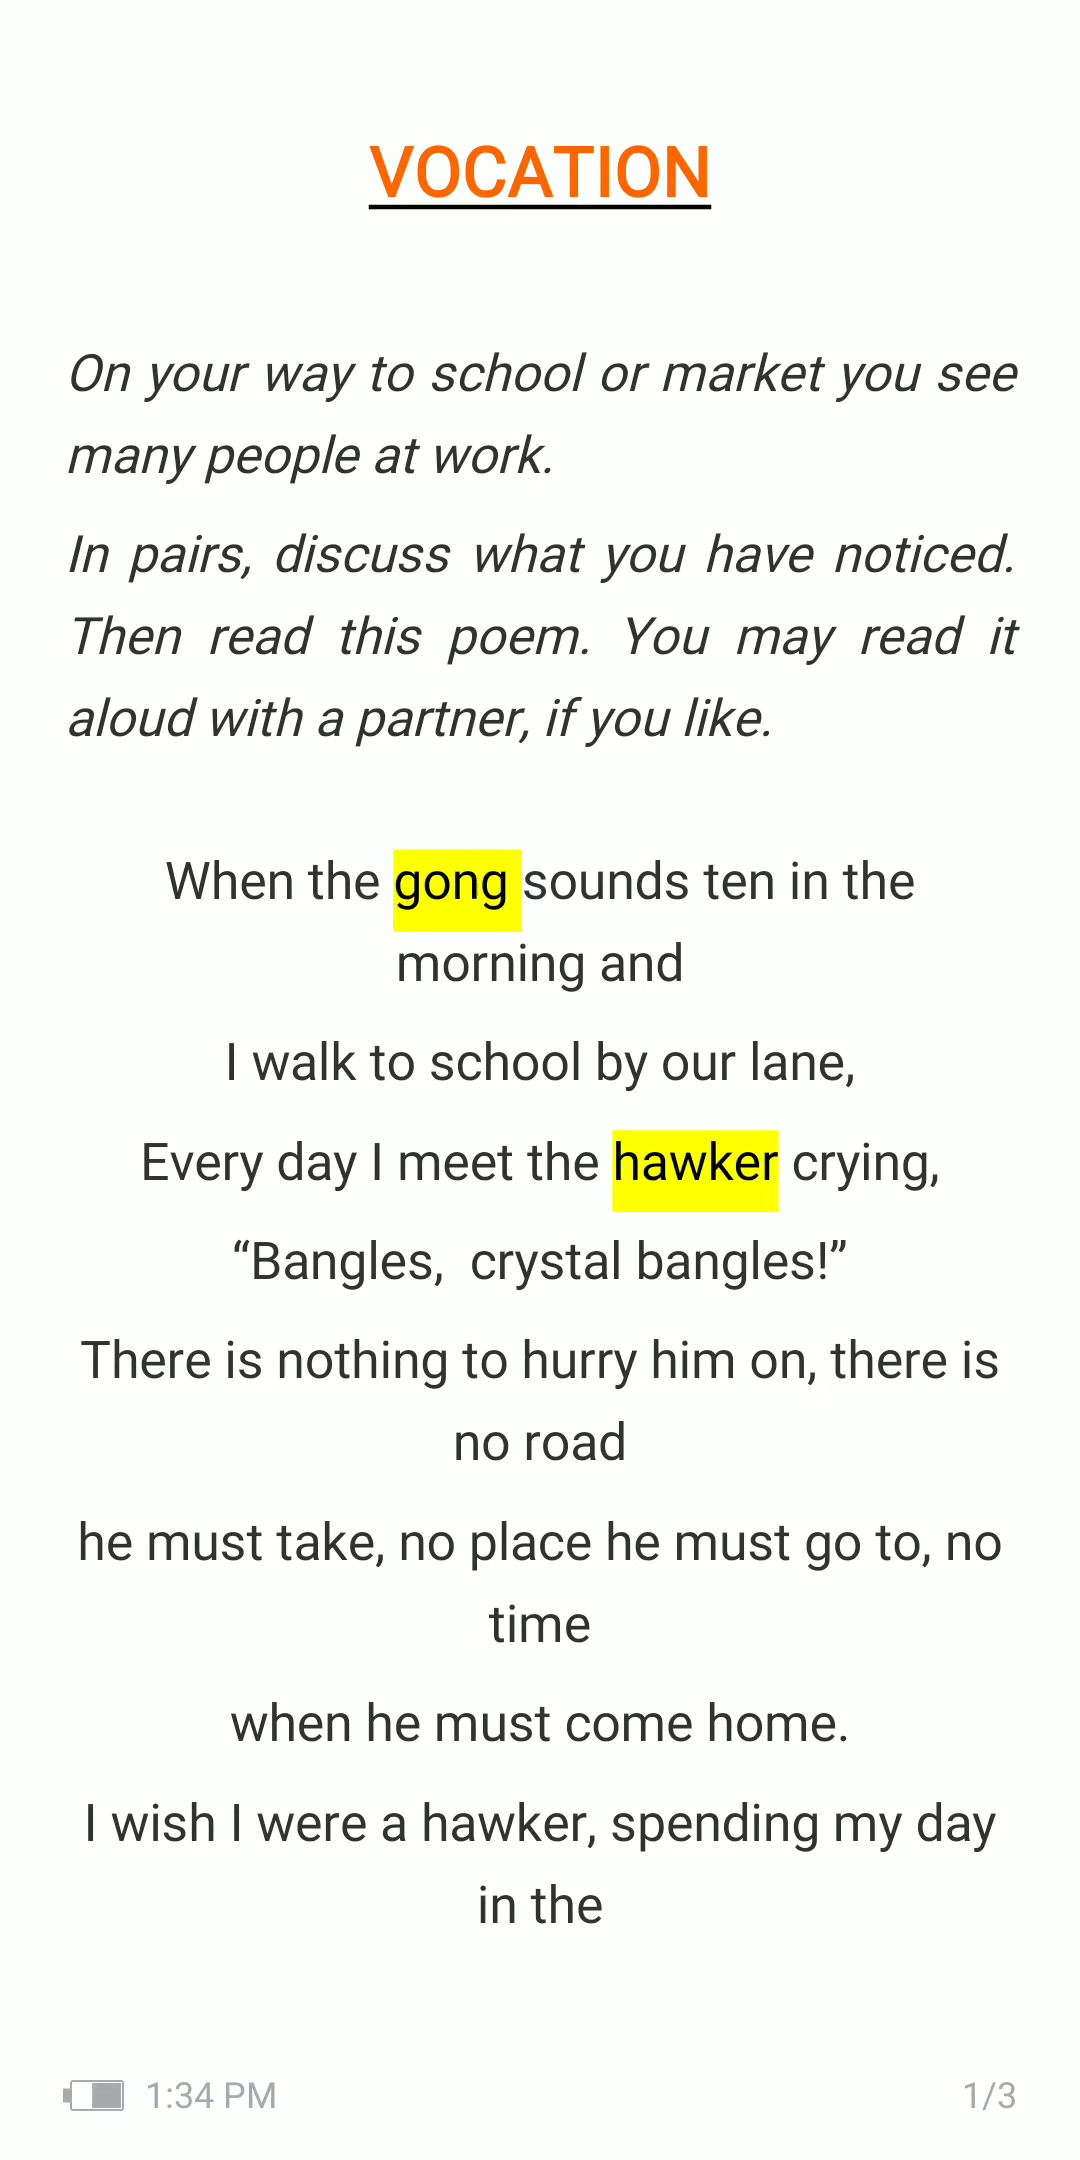 VOCATION
On your way to school or market you see
many people at work.
In pairs, discuss what you have noticed.
Then read this poem. You may read it
aloud with a partner, if you like.
When the gong sounds ten in the
morning and
I walk to school by our lane,
Every day I meet the hawker crying,
“Bangles,  crystal bangles!”
There is nothing to hurry him on, there is
no road
he must take, no place he must go to, no
time
when he must come home.
I wish I were a hawker, spending my day
in the
1:34 PM
1/3